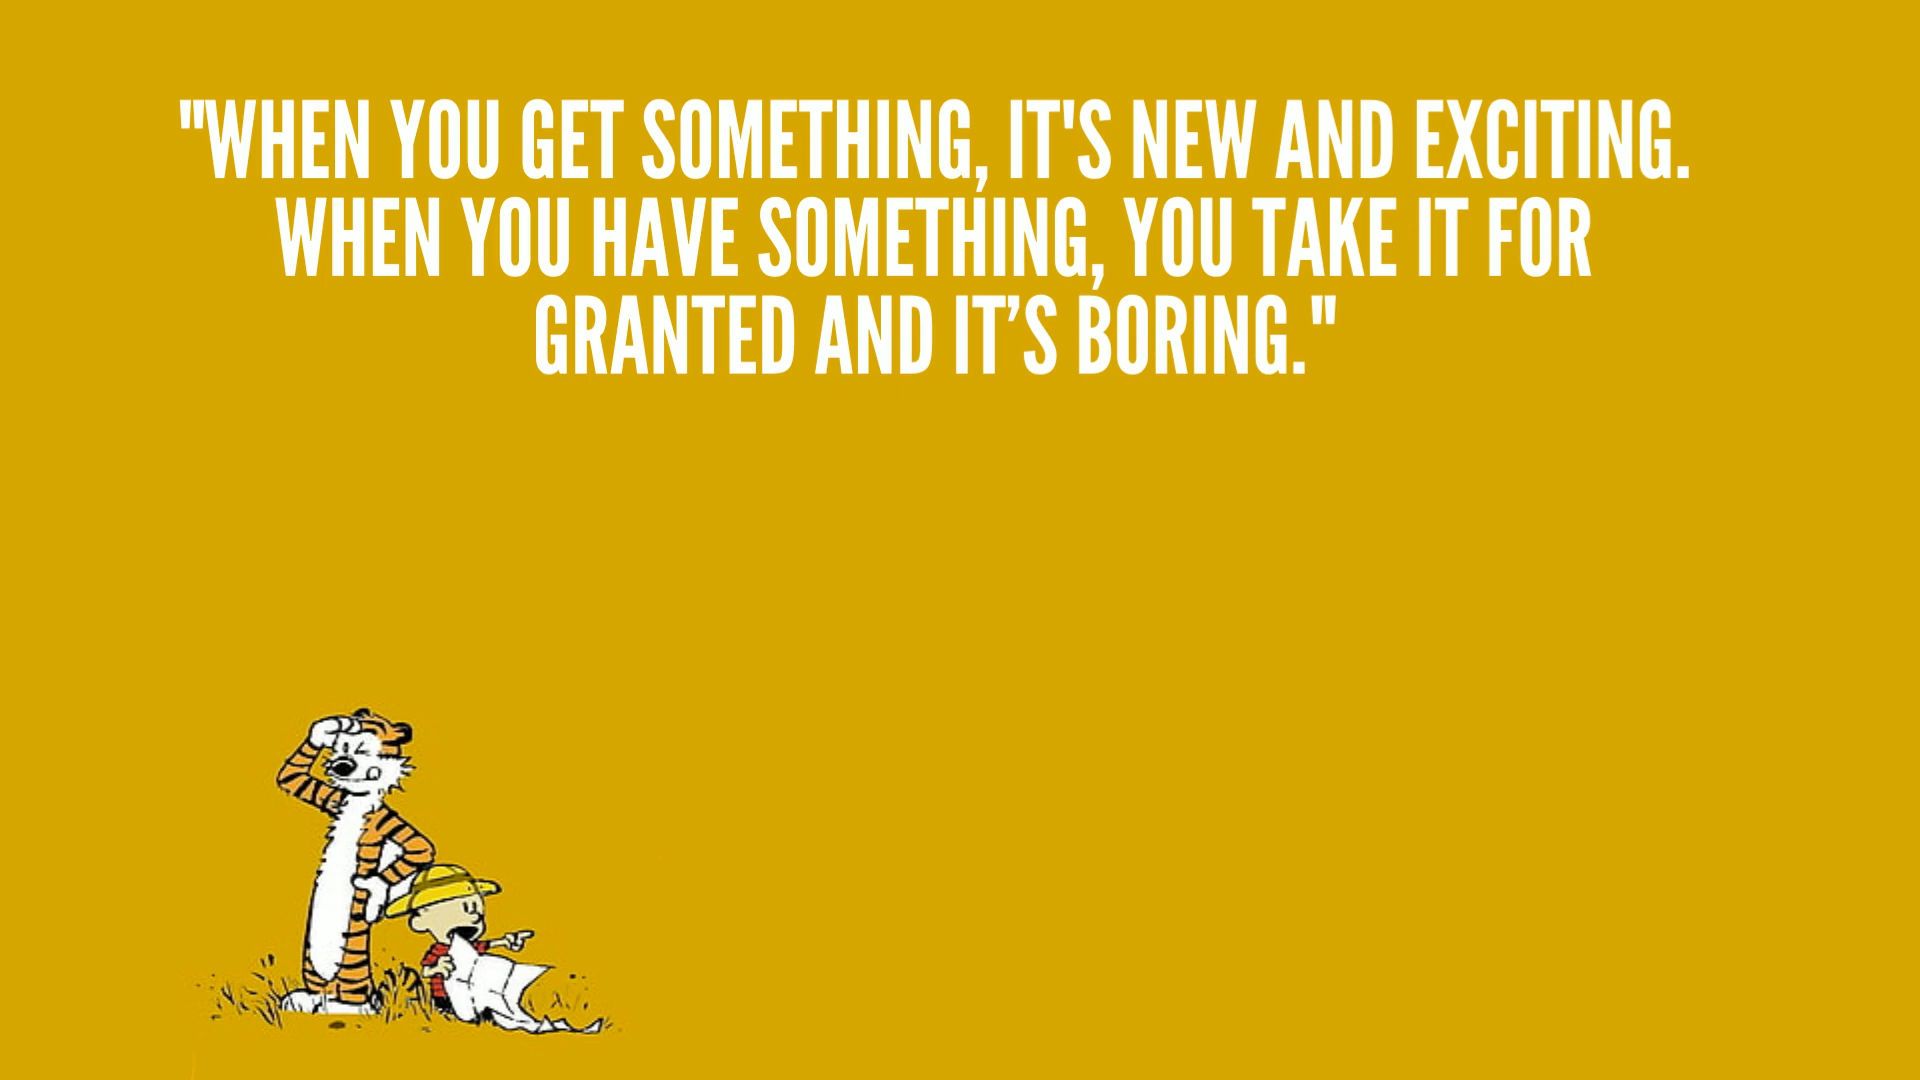 "WHEN YOU GET SOMETHING, IT'S NEW AND EXCITING.
WHEN YOU HAVE SOMETHING, YOU TAKE IT FOR
GRANTED AND IT’S BORING."